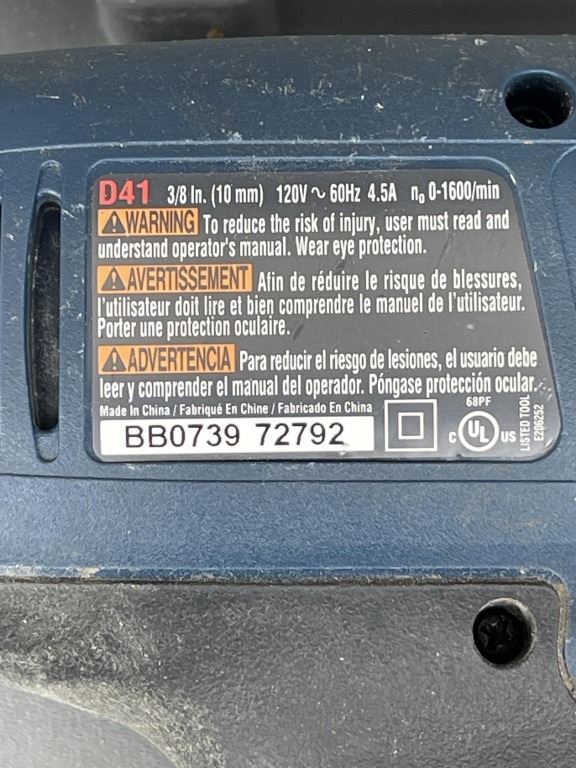 D41 3/8 In. (10 mm) 120V ~ 60Hz 4.5A n₀ 0-1600/min
⚠WARNING To reduce the risk of injury, user must read and
understand operator's manual. Wear eye protection.
⚠AVERTISSEMENT Afin de réduire le risque de blessures,
l'utilisateur doit lire et bien comprendre le manuel de l'utilisateur.
Porter une protection oculaire.
⚠ADVERTENCIA Para reducir el riesgo de lesiones, el usuario debe
leer y comprender el manual del operador. Póngase protección ocular.
Made In China / Fabriqué En Chine / Fabricado En China
BB0739 72792
68PF
c UL us
LISTED TOOL
E206252